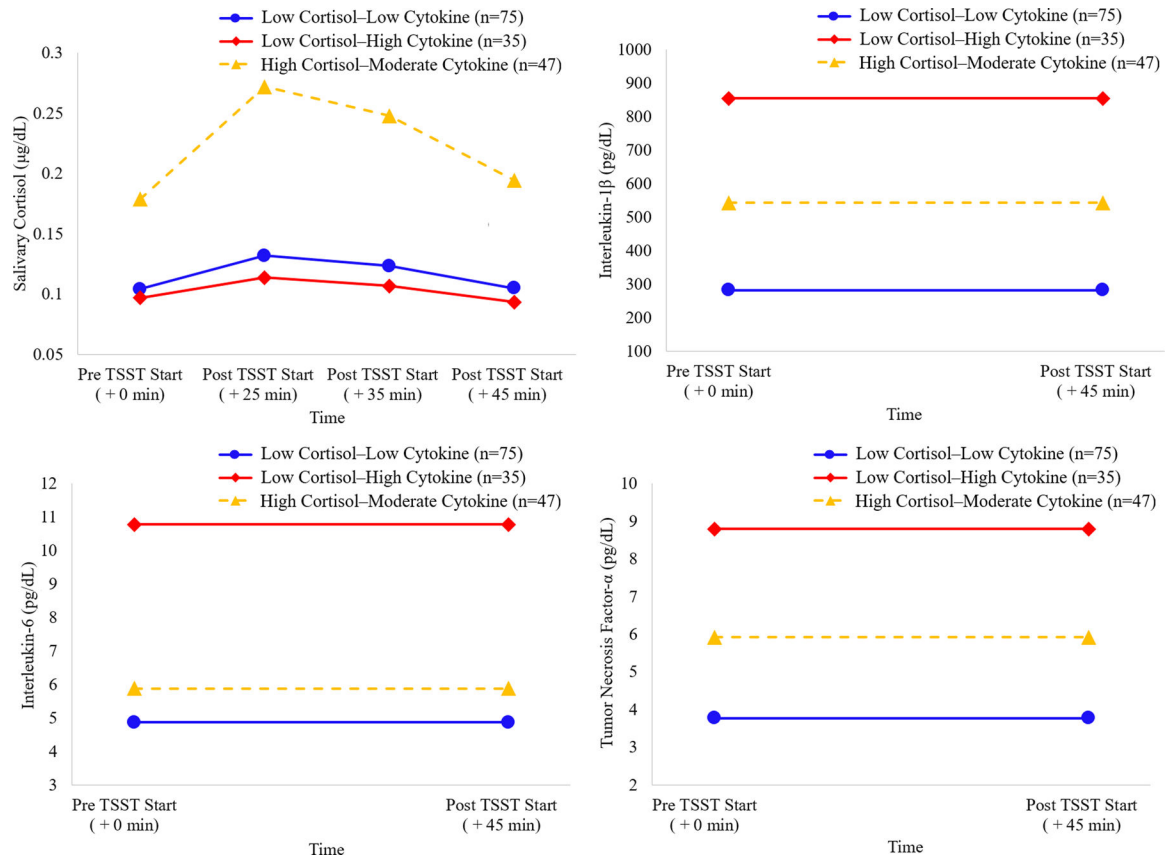 Low Cortisol–Low Cytokine (n=75)
Low Cortisol–High Cytokine (n=35)
High Cortisol–Moderate Cytokine (n=47)
Salivary Cortisol (µg/dL)
0.3
0.25
0.2
0.15
0.1
0.05
Pre TSST Start
( + 0 min)
Post TSST Start
( + 25 min)
Post TSST Start
( + 35 min)
Post TSST Start
( + 45 min)
Time
Low Cortisol–Low Cytokine (n=75)
Low Cortisol–High Cytokine (n=35)
High Cortisol–Moderate Cytokine (n=47)
Interleukin-1β (pg/dL)
1000
900
800
700
600
500
400
300
200
100
Pre TSST Start
( + 0 min)
Post TSST Start
( + 45 min)
Time
Low Cortisol–Low Cytokine (n=75)
Low Cortisol–High Cytokine (n=35)
High Cortisol–Moderate Cytokine (n=47)
Interleukin-6 (pg/dL)
12
11
10
9
8
7
6
5
4
3
Pre TSST Start
( + 0 min)
Post TSST Start
( + 45 min)
Time
Low Cortisol–Low Cytokine (n=75)
Low Cortisol–High Cytokine (n=35)
High Cortisol–Moderate Cytokine (n=47)
Tumor Necrosis Factor-α (pg/dL)
10
9
8
7
6
5
4
3
2
Pre TSST Start
( + 0 min)
Post TSST Start
( + 45 min)
Time